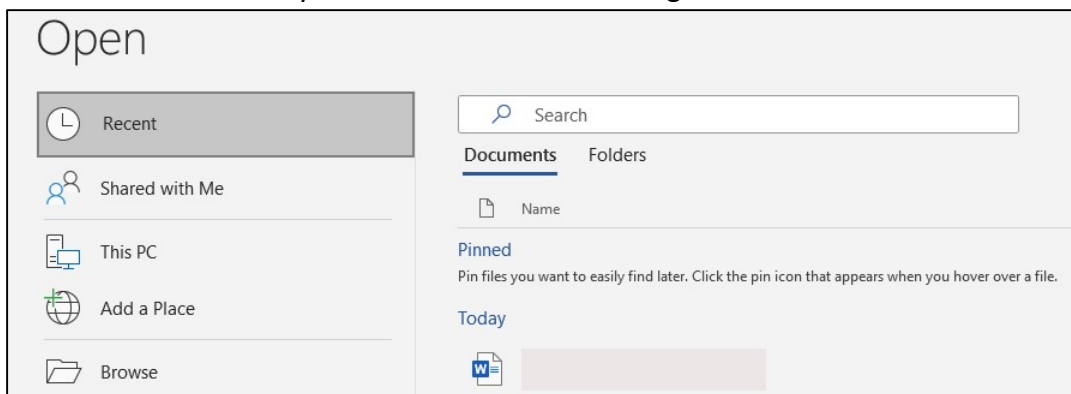 Open
Recent
Shared with Me
This PC
Add a Place
Browse
Search
Documents Folders
Name
Pinned
Pin files you want to easily find later. Click the pin icon that appears when you hover over a file.
Today